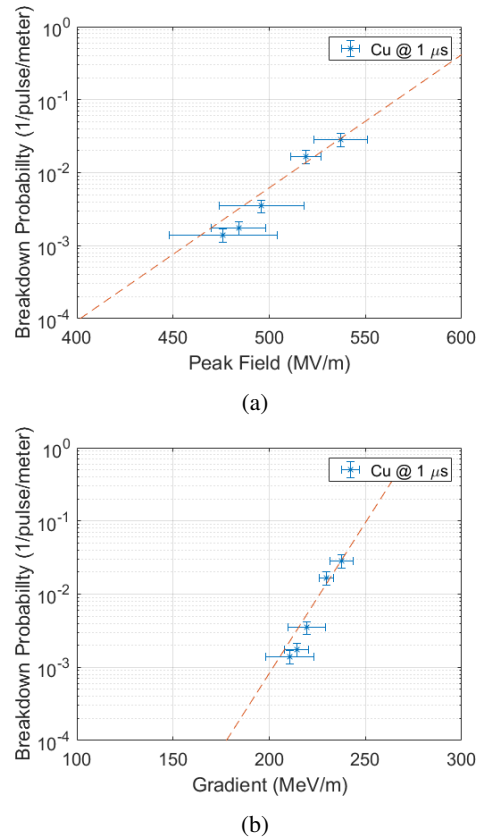 10^0
Cu @ 1 μs
10^-1
10^-2
10^-3
10^-4
Breakdown Probability (1/pulse/meter)
400 450 500 550 600
Peak Field (MV/m)
(a)
10^0
Cu @ 1 μs
10^-1
10^-2
10^-3
10^-4
Breakdown Probability (1/pulse/meter)
100 150 200 250 300
Gradient (MeV/m)
(b)